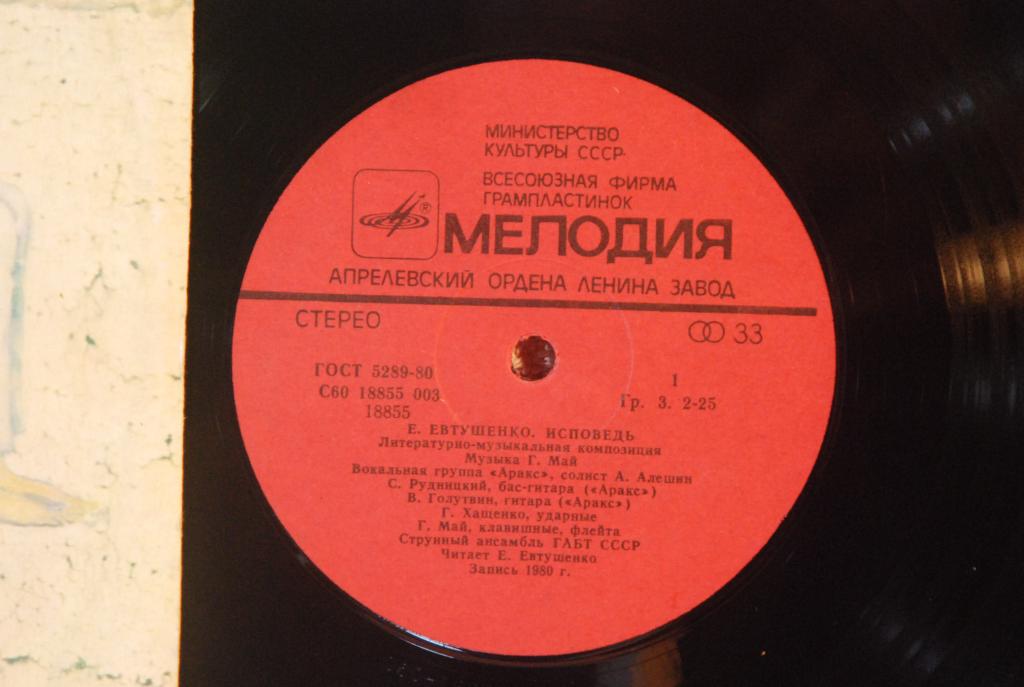 МИНИСТЕРСТВО
КУЛЬТУРЫ СССР
ВСЕСОЮЗНАЯ ФИРМА
ГРАМПЛАСТИНОК
®
МЕЛОДИЯ
АПРЕЛЕВСКИЙ ОРДЕНА ЛЕНИНА ЗАВОД
СТЕРЕО
33
ГОСТ 5289-80
С60 18855 003
18855
1
Гр. 3. 2-25
Е. ЕВТУШЕНКО. ИСПОВЕДЬ
Литературно-музыкальная композиция
Музыка Г. Май
Вокальная группа «Аракс», солист А. Алешин
С. Рудницкий, бас-гитара («Аракс»)
В. Голутвин, гитара («Аракс»)
Г. Хащенко, ударные
Г. Май, клавишные, флейта
Струнный ансамбль ГАБТ СССР
Читает Е. Евтушенко
Запись 1980 г.